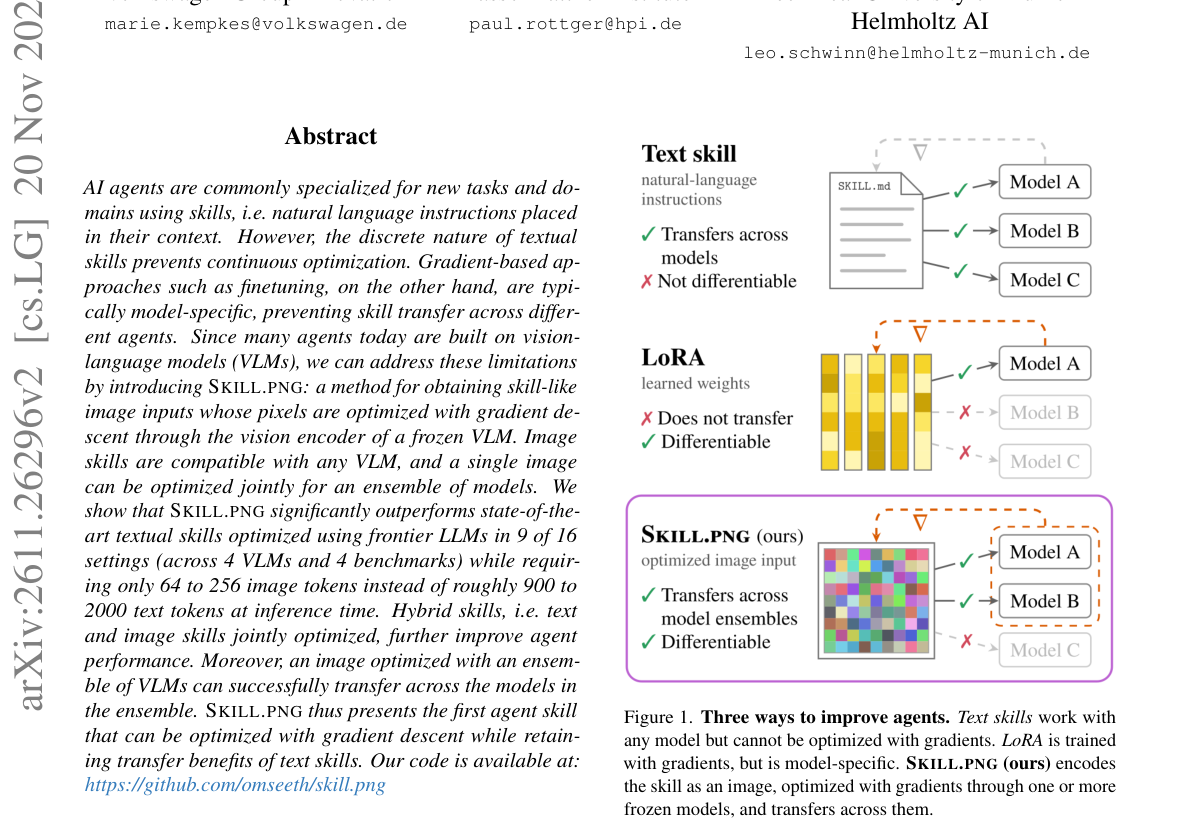 marie.kempkes@volkswagen.de
paul.rottger@hpi.de
Helmholtz AI
leo.schwinn@helmholtz-munich.de
arXiv:2611.26296v2 [cs.LG] 20 Nov 202
Abstract
AI agents are commonly specialized for new tasks and do-
mains using skills, i.e. natural language instructions placed
in their context. However, the discrete nature of textual
skills prevents continuous optimization. Gradient-based ap-
proaches such as finetuning, on the other hand, are typi-
cally model-specific, preventing skill transfer across differ-
ent agents. Since many agents today are built on vision-
language models (VLMs), we can address these limitations
by introducing SKILL.PNG: a method for obtaining skill-like
image inputs whose pixels are optimized with gradient de-
scent through the vision encoder of a frozen VLM. Image
skills are compatible with any VLM, and a single image
can be optimized jointly for an ensemble of models. We
show that SKILL.PNG significantly outperforms state-of-the-
art textual skills optimized using frontier LLMs in 9 of 16
settings (across 4 VLMs and 4 benchmarks) while requir-
ing only 64 to 256 image tokens instead of roughly 900 to
2000 text tokens at inference time. Hybrid skills, i.e. text
and image skills jointly optimized, further improve agent
performance. Moreover, an image optimized with an ensem-
ble of VLMs can successfully transfer across the models in
the ensemble. SKILL.PNG thus presents the first agent skill
that can be optimized with gradient descent while retain-
ing transfer benefits of text skills. Our code is available at:
https://github.com/omseeth/skill.png
Text skill
natural-language
instructions
✓ Transfers across
models
✗ Not differentiable
SKILL.md
∇
✓ Model A
✓ Model B
✓ Model C
LoRA
learned weights
✗ Does not transfer
✓ Differentiable
∇
✓ Model A
✗ Model B
✗ Model C
SKILL.PNG (ours)
optimized image input
✓ Transfers across
model ensembles
✓ Differentiable
∇
✓ Model A
✓ Model B
✗ Model C
Figure 1. Three ways to improve agents. Text skills work with
any model but cannot be optimized with gradients. LoRA is trained
with gradients, but is model-specific. SKILL.PNG (ours) encodes
the skill as an image, optimized with gradients through one or more
frozen models, and transfers across them.